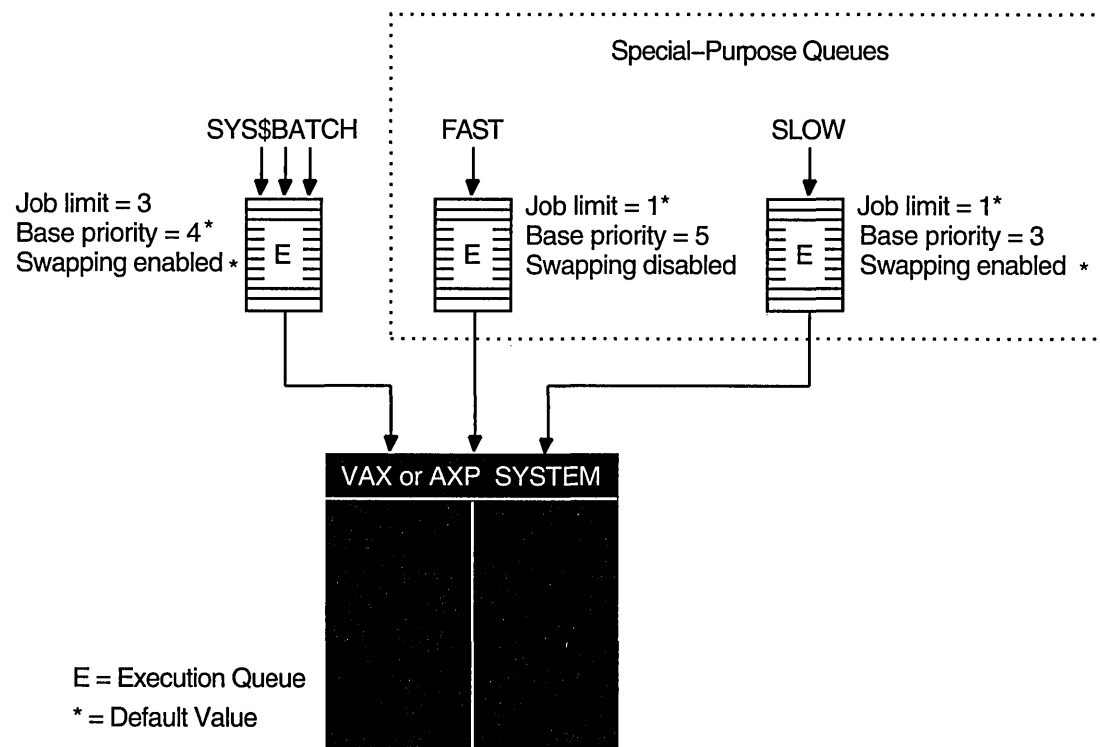 Special–Purpose Queues
SYS$BATCH
FAST
SLOW
Job limit = 3
Base priority = 4*
Swapping enabled *
E
E
Job limit = 1*
Base priority = 5
Swapping disabled
E
Job limit = 1*
Base priority = 3
Swapping enabled *
VAX or AXP SYSTEM
E = Execution Queue
* = Default Value